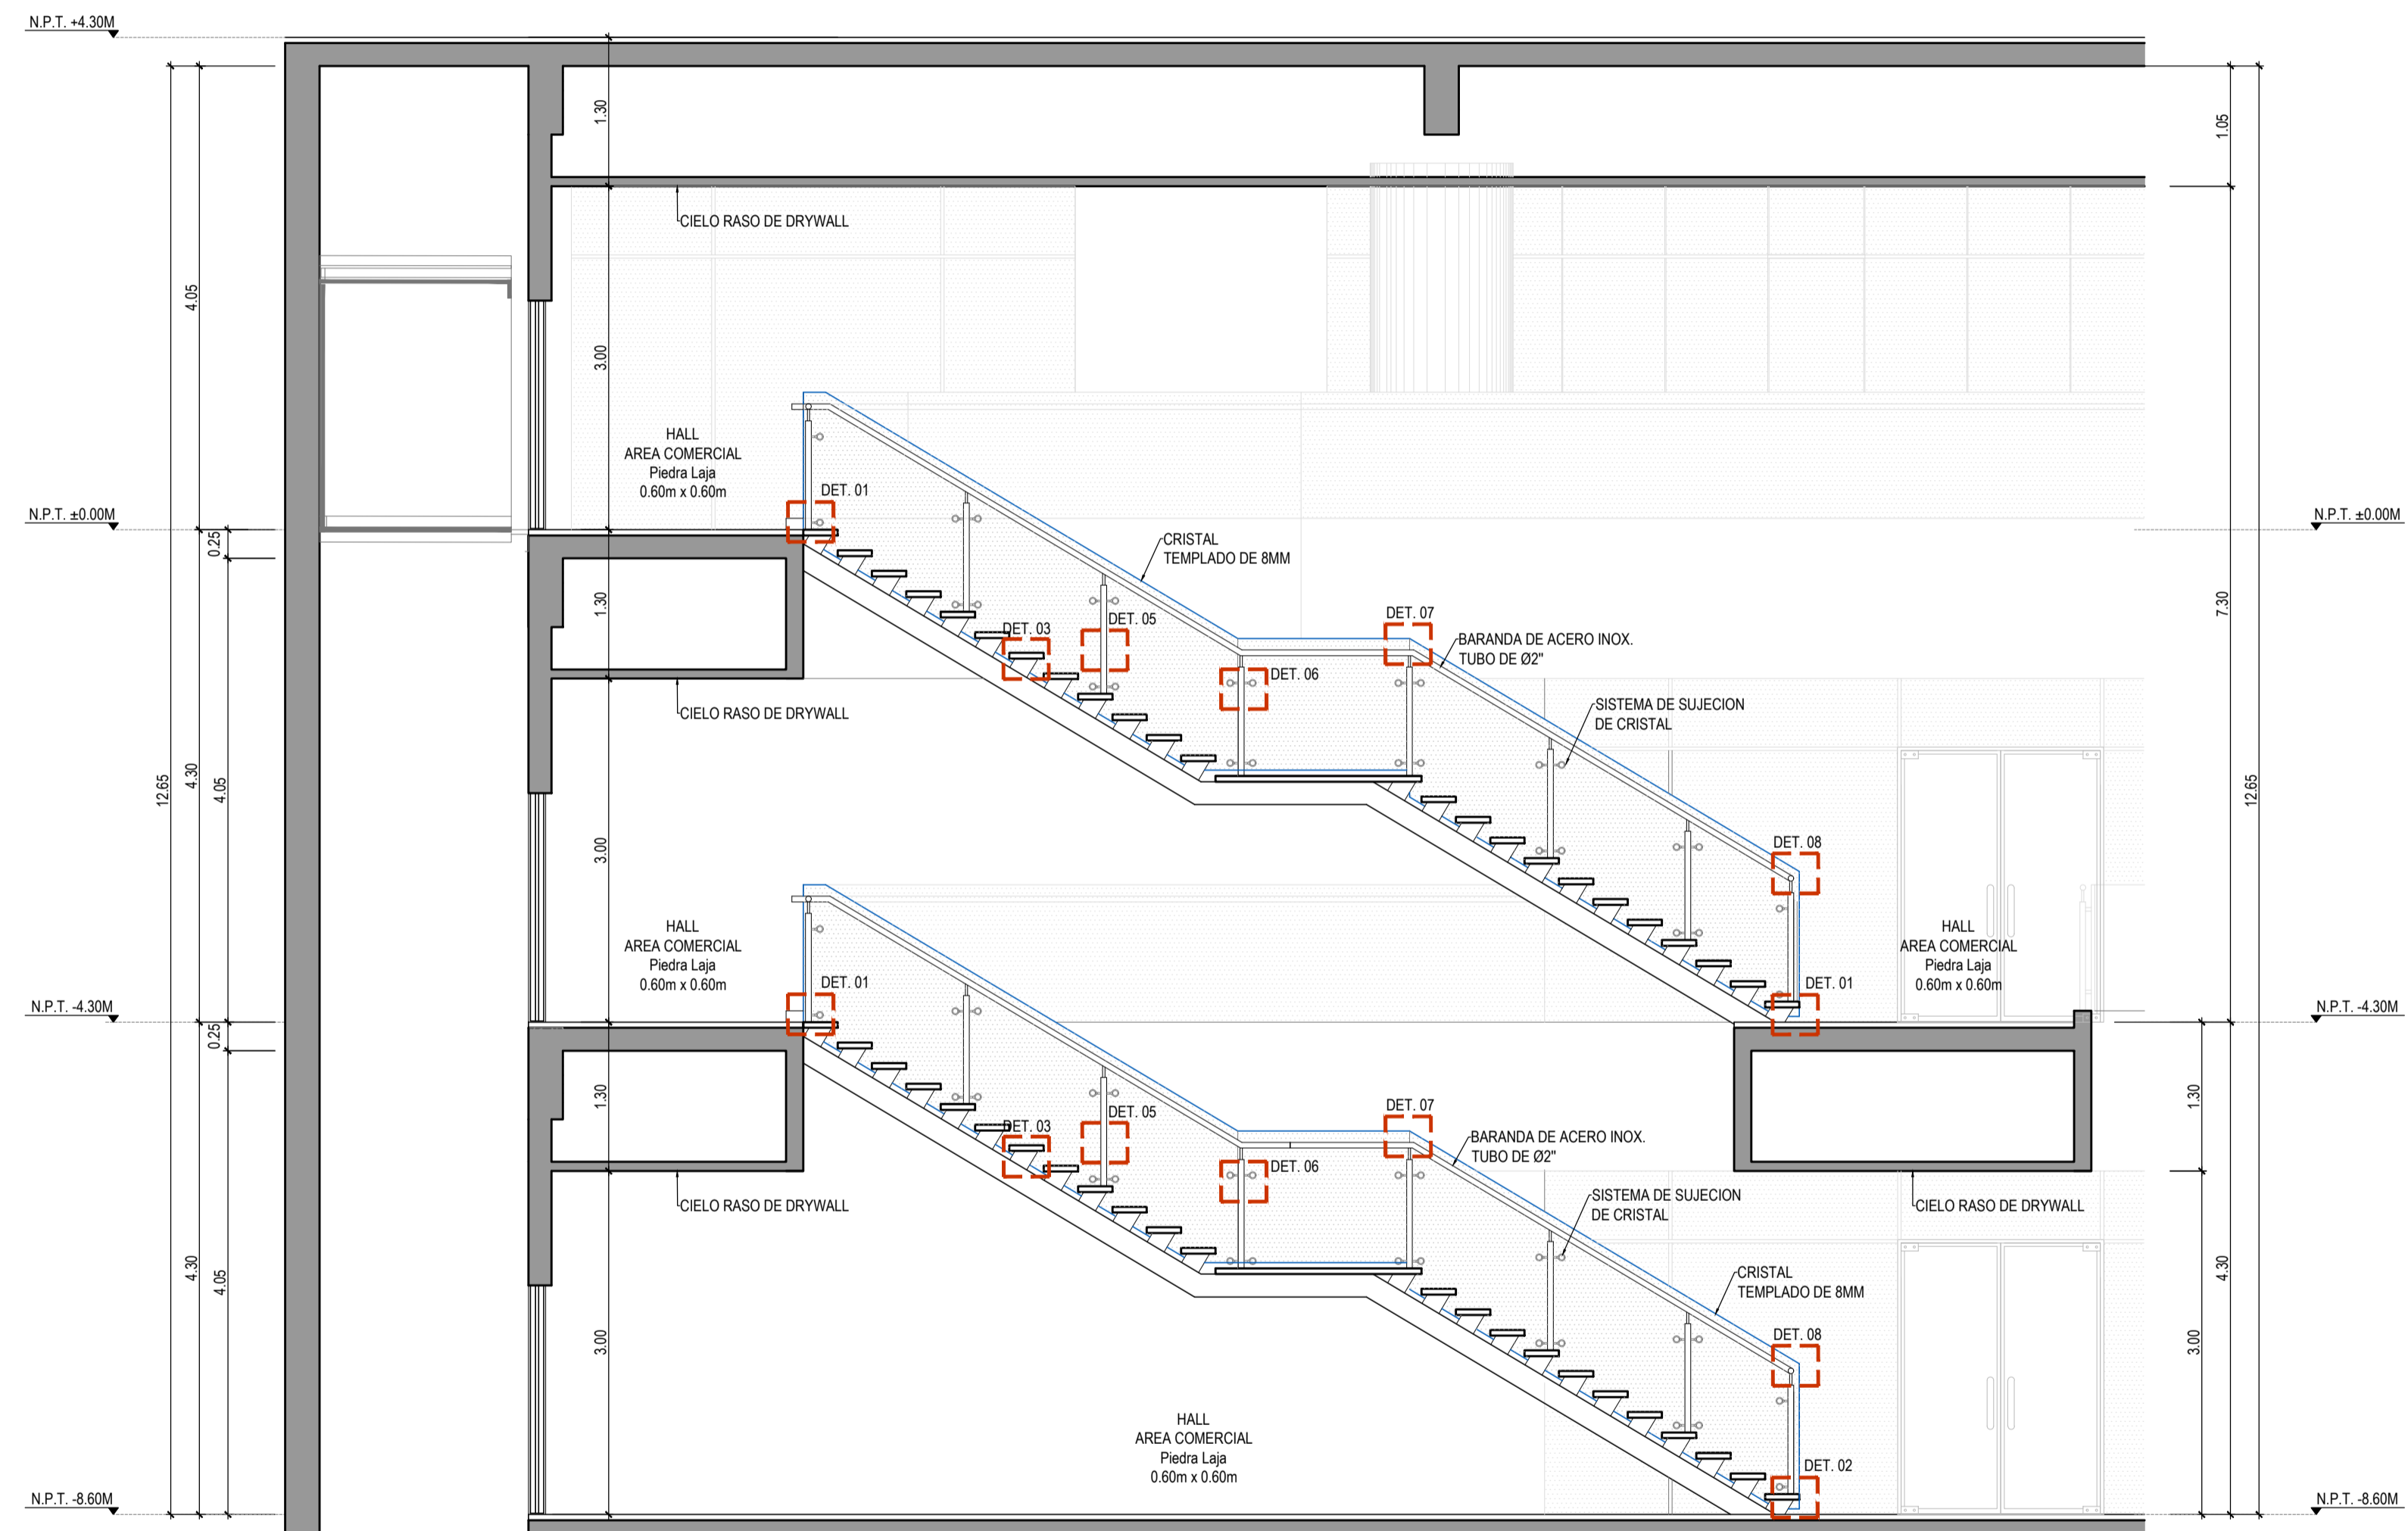 N.P.T. +4.30M
1.30
1.05
CIELO RASO DE DRYWALL
4.05
3.00
HALL
AREA COMERCIAL
Piedra Laja
0.60m x 0.60m
DET. 01
N.P.T. ±0.00M
N.P.T. ±0.00M
0.25
CRISTAL
TEMPLADO DE 8MM
1.30
7.30
DET. 03
DET. 05
DET. 07
BARANDA DE ACERO INOX.
TUBO DE Ø2"
DET. 06
SISTEMA DE SUJECION
DE CRISTAL
CIELO RASO DE DRYWALL
12.65
4.30
4.05
12.65
3.00
DET. 08
HALL
AREA COMERCIAL
Piedra Laja
0.60m x 0.60m
HALL
AREA COMERCIAL
Piedra Laja
0.60m x 0.60m
DET. 01
DET. 01
N.P.T. -4.30M
N.P.T. -4.30M
0.25
1.30
1.30
DET. 03
DET. 05
DET. 07
BARANDA DE ACERO INOX.
TUBO DE Ø2"
DET. 06
SISTEMA DE SUJECION
DE CRISTAL
CIELO RASO DE DRYWALL
CIELO RASO DE DRYWALL
4.30
4.05
4.30
CRISTAL
TEMPLADO DE 8MM
3.00
3.00
DET. 08
HALL
AREA COMERCIAL
Piedra Laja
0.60m x 0.60m
DET. 02
N.P.T. -8.60M
N.P.T. -8.60M